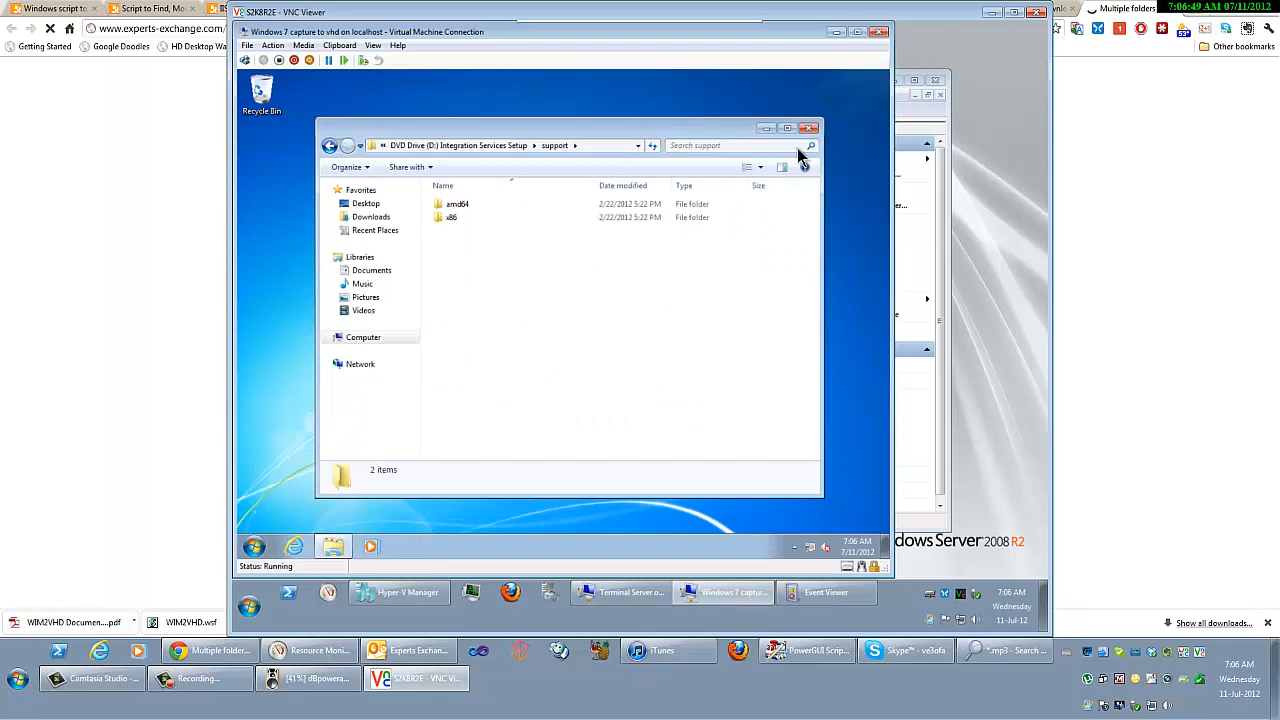 Windows script to
Script to Find, Mo
Multiple folders
7:06:49 AM 07/11/2012
www.experts-exchange.com/
Getting Started
Google Doodles
HD Desktop Wa
Other bookmarks
S2K8R2E - VNC Viewer
Windows 7 capture to vhd on localhost - Virtual Machine Connection
File Action Media Clipboard View Help
Recycle Bin
« DVD Drive (D:) Integration Services Setup support
Search support
Organize Share with
Name Date modified Type Size
amd64 2/22/2012 5:22 PM File folder
x86 2/22/2012 5:22 PM File folder
Favorites
Desktop
Downloads
Recent Places
Libraries
Documents
Music
Pictures
Videos
Computer
Network
2 items
7:06 AM
7/11/2012
Status: Running
dows Server 2008 R2
Hyper-V Manager
Terminal Server o...
Windows 7 captur...
Event Viewer
7:06 AM
Wednesday
11-Jul-12
WIM2VHD Documen....pdf
WIM2VHD.wsf
Show all downloads...
Multiple folder...
Resource Moni...
Experts Exchan...
iTunes
PowerGUI Scrip...
Skype™ - ve3ofa
*.mp3 - Search ...
Camtasia Studio - ...
Recording...
[41%] dBpowera...
S2K8R2E - VNC Vi...
7:06 AM
Wednesday
11-Jul-2012